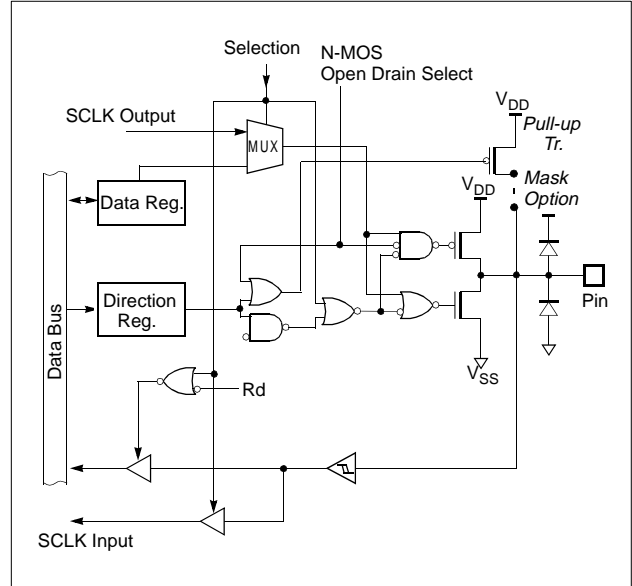 Selection
N-MOS
Open Drain Select
VDD
Pull-up
Tr.
SCLK Output
MUX
Mask
Option
VDD
Data Reg.
Data Bus
Direction
Reg.
Pin
VSS
Rd
SCLK Input